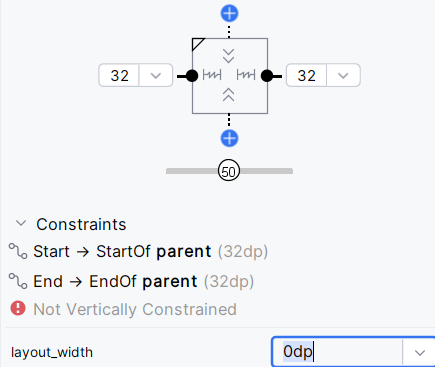 32 32
50
Constraints
Start → StartOf parent (32dp)
End → EndOf parent (32dp)
Not Vertically Constrained
layout_width 0dp